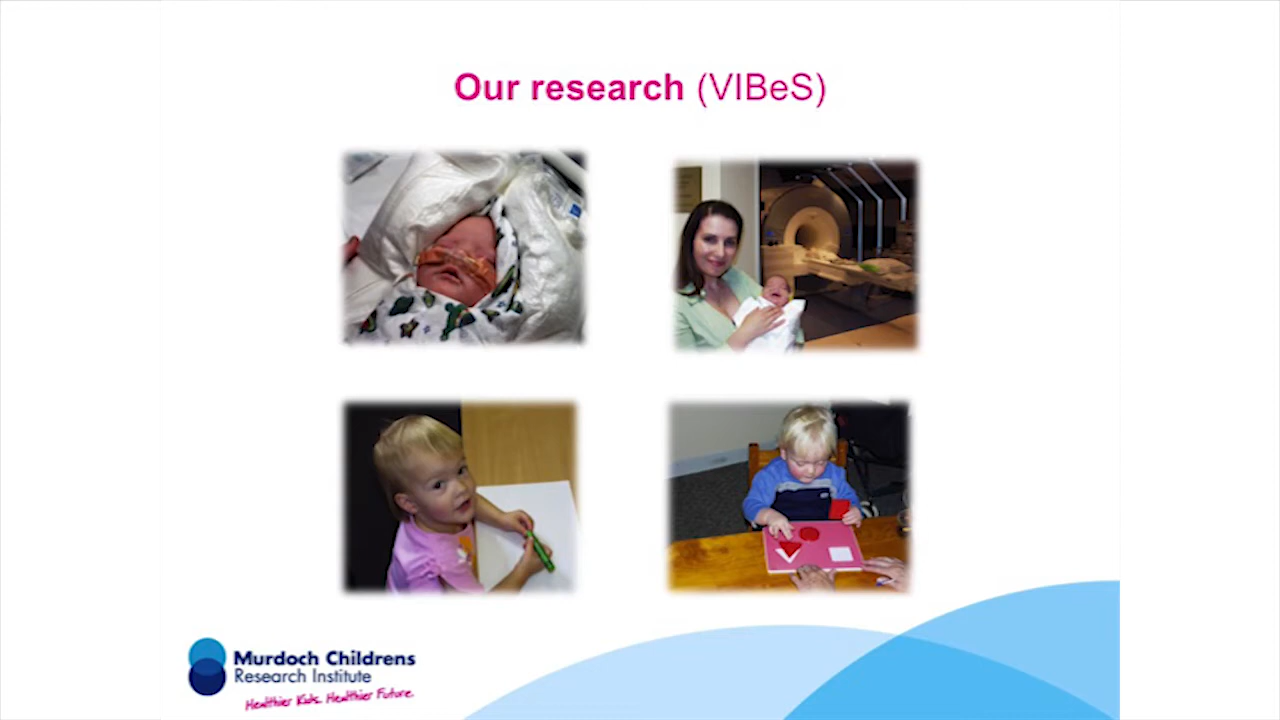 Our research (VIBeS)
Murdoch Childrens
Research Institute
Healthier Kids. Healthier Future.